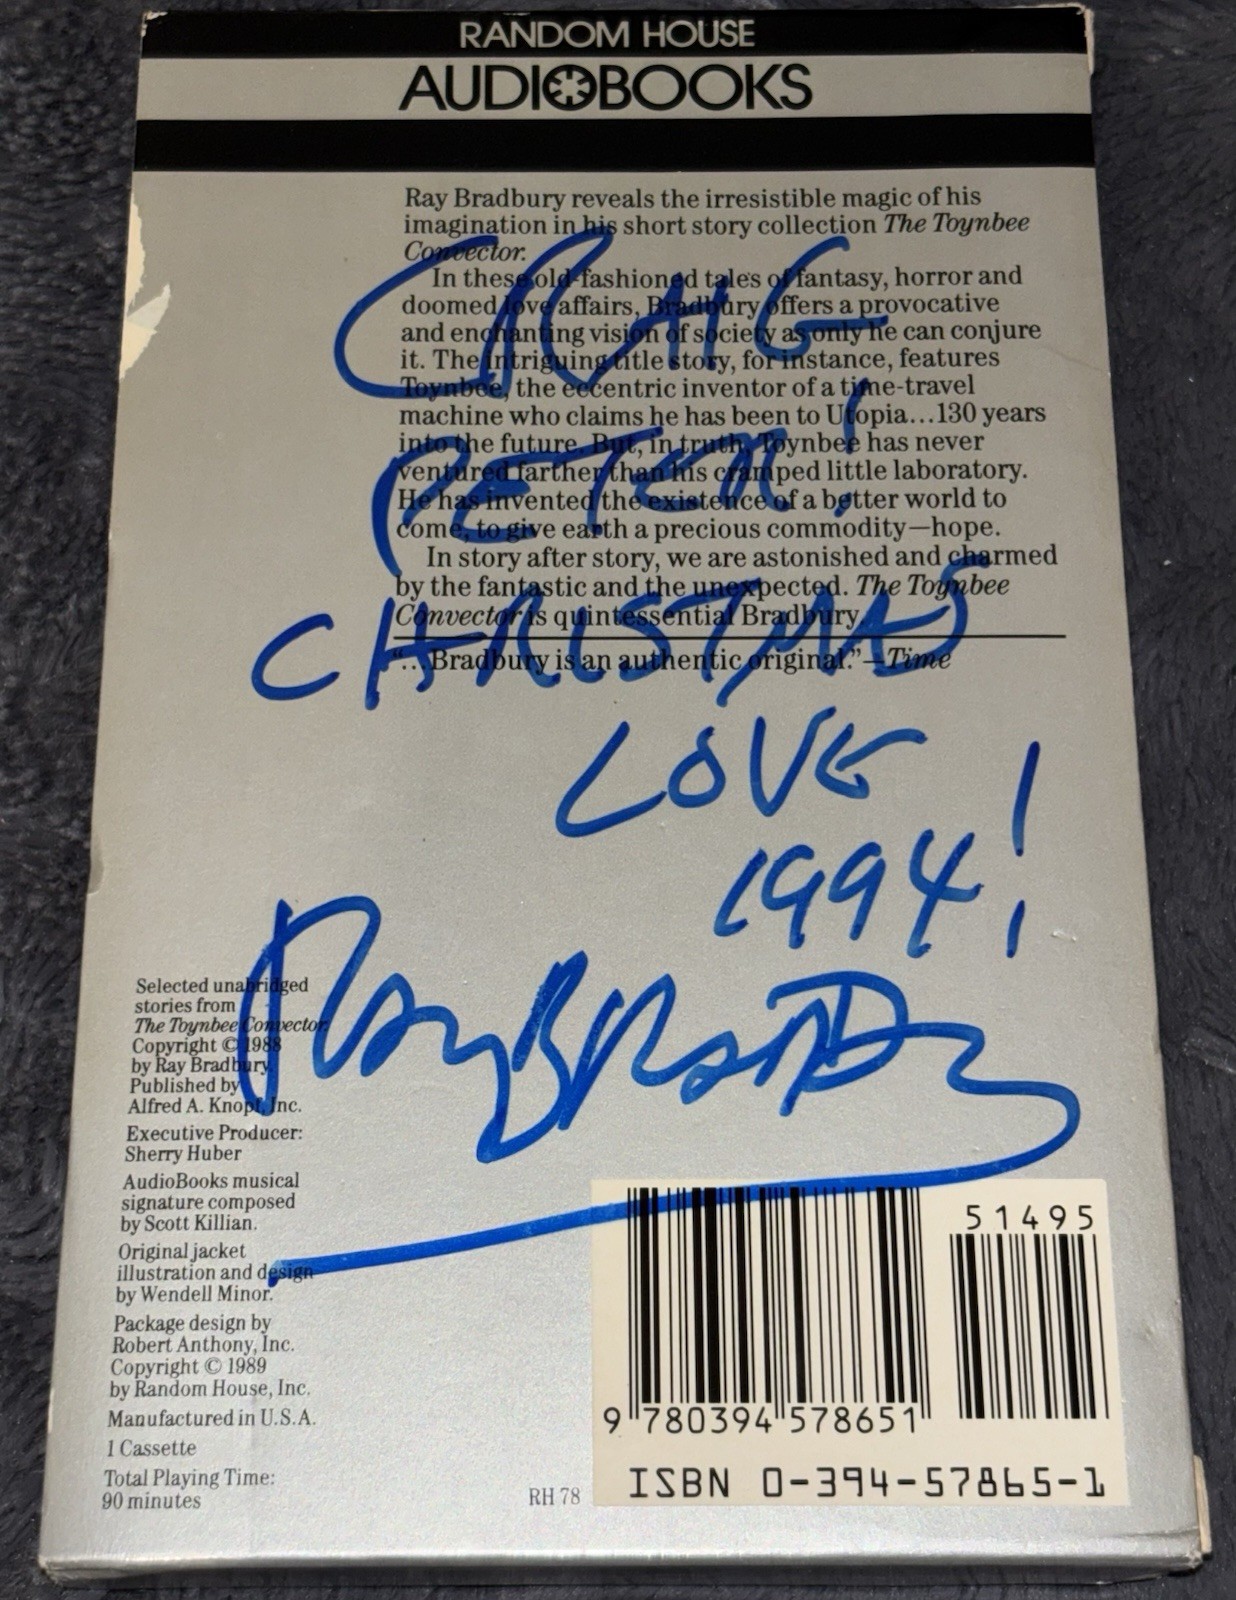 RANDOM HOUSE
AUDIOBOOKS
Ray Bradbury reveals the irresistible magic of his
imagination in his short story collection The Toynbee
Convector.
In these old-fashioned tales of fantasy, horror and
doomed love affairs, Bradbury offers a provocative
and enchanting vision of society as only he can conjure
it. The intriguing title story, for instance, features
Toynbee, the eccentric inventor of a time-travel
machine who claims he has been to Utopia...130 years
into the future. But, in truth, Toynbee has never
ventured farther than his cramped little laboratory.
He has invented the existence of a better world to
come, to give earth a precious commodity—hope.
In story after story, we are astonished and charmed
by the fantastic and the unexpected. The Toynbee
Convector is quintessential Bradbury.
"...Bradbury is an authentic original."—Time
CRAIG
PETER!
CHRISTMAS
LOVE
1994!
Ray Bradbury
Selected unabridged
stories from
The Toynbee Convector.
Copyright © 1988
by Ray Bradbury.
Published by
Alfred A. Knopf, Inc.
Executive Producer:
Sherry Huber
AudioBooks musical
signature composed
by Scott Killian.
Original jacket
illustration and design
by Wendell Minor.
Package design by
Robert Anthony, Inc.
Copyright © 1989
by Random House, Inc.
Manufactured in U.S.A.
1 Cassette
Total Playing Time:
90 minutes
RH 78
51495
9 780394 578651
ISBN 0-394-57865-1